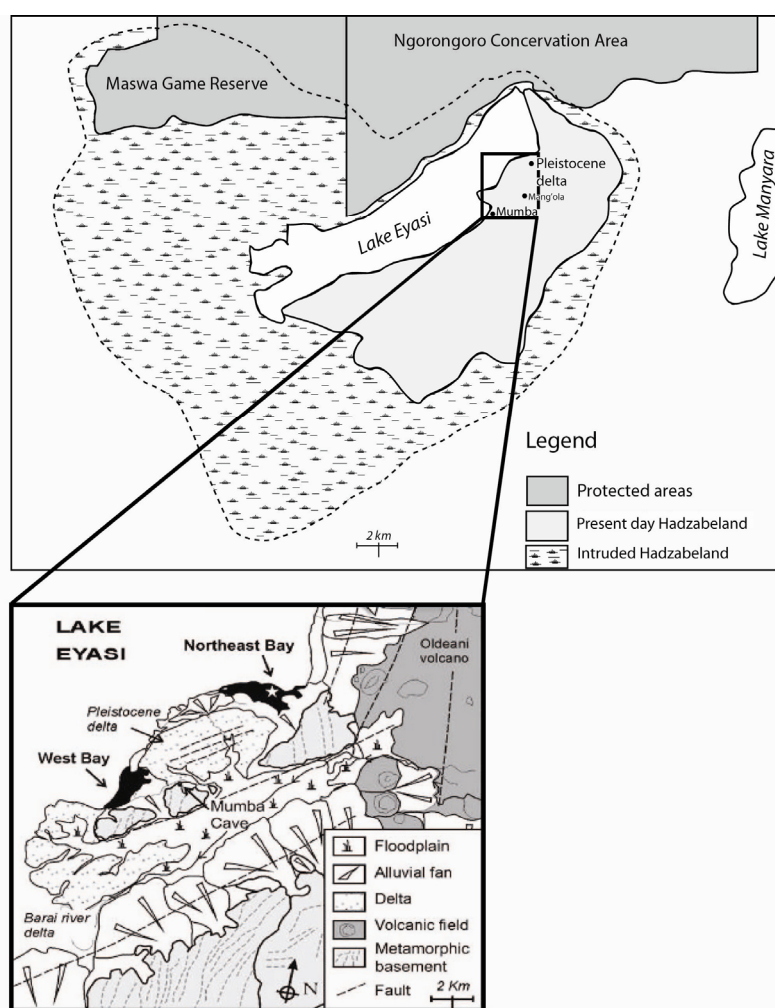 Ngorongoro Concervation Area
Maswa Game Reserve
Pleistocene
delta
Mang'ola
Mumba
Lake Eyasi
Lake Manyara
Legend
Protected areas
Present day Hadzabeland
Intruded Hadzabeland
2 km
LAKE
EYASI
Northeast Bay
Oldeani
volcano
Pleistocene
delta
West Bay
Mumba
Cave
Barai river
delta
Floodplain
Alluvial fan
Delta
Volcanic field
Metamorphic
basement
Fault
N
2 Km